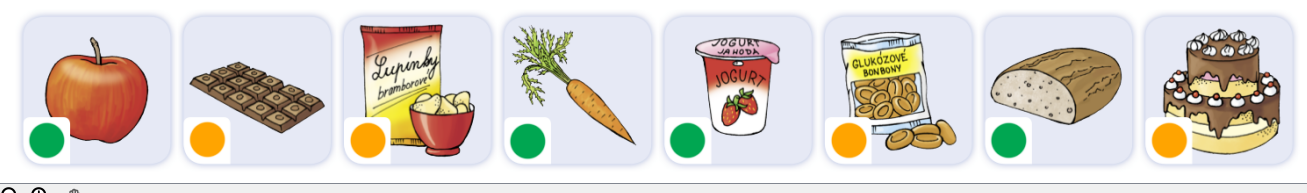 Lupínky
bramborové
JOGURT
JAHODA
JOGURT
GLUKÓZOVÉ
BONBONY